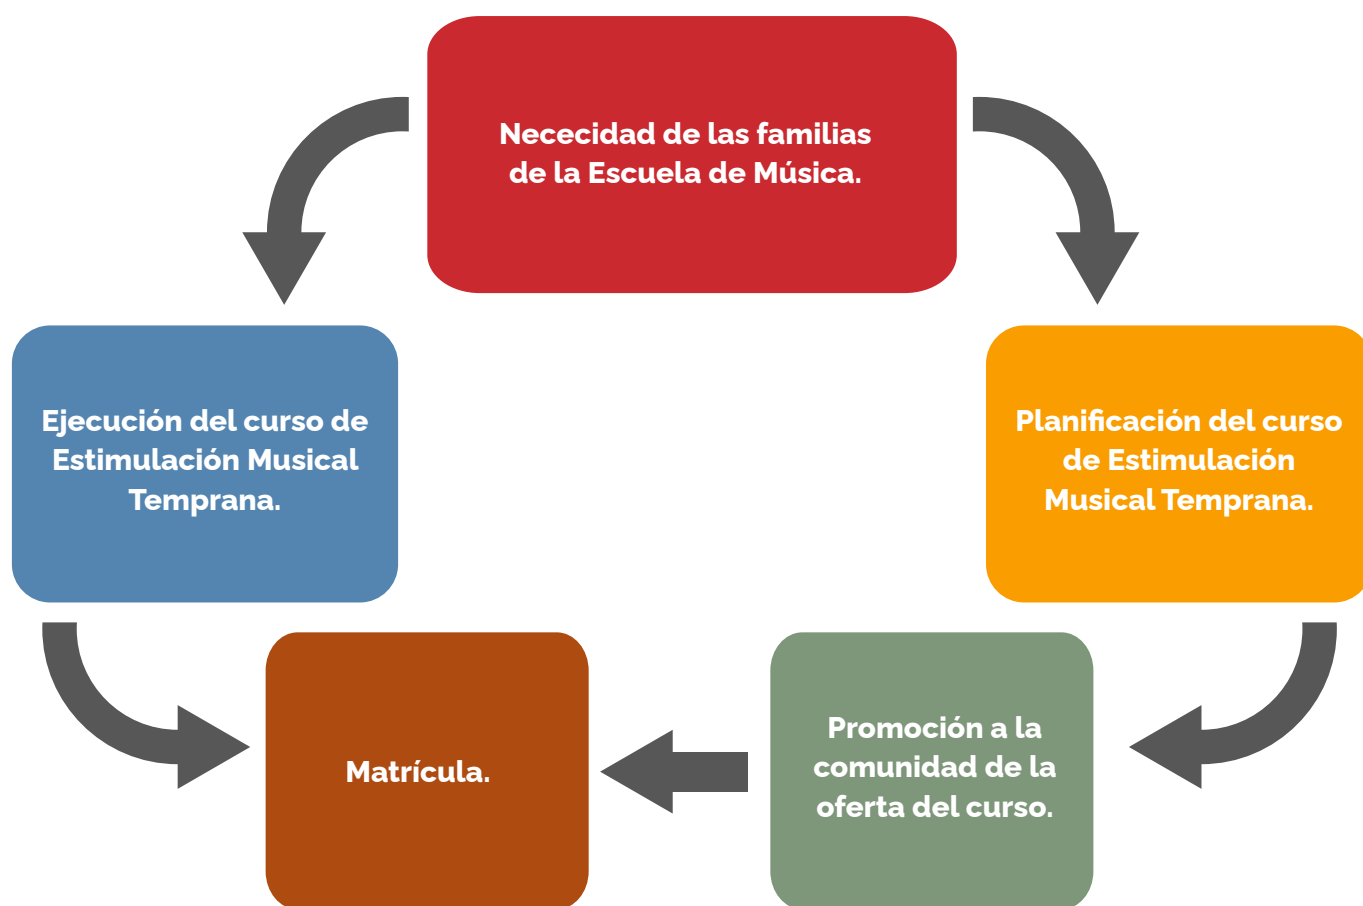 Nececidad de las familias
de la Escuela de Música.
Ejecución del curso de
Estimulación Musical
Temprana.
Planificación del curso
de Estimulación
Musical Temprana.
Matrícula.
Promoción a la
comunidad de la
oferta del curso.